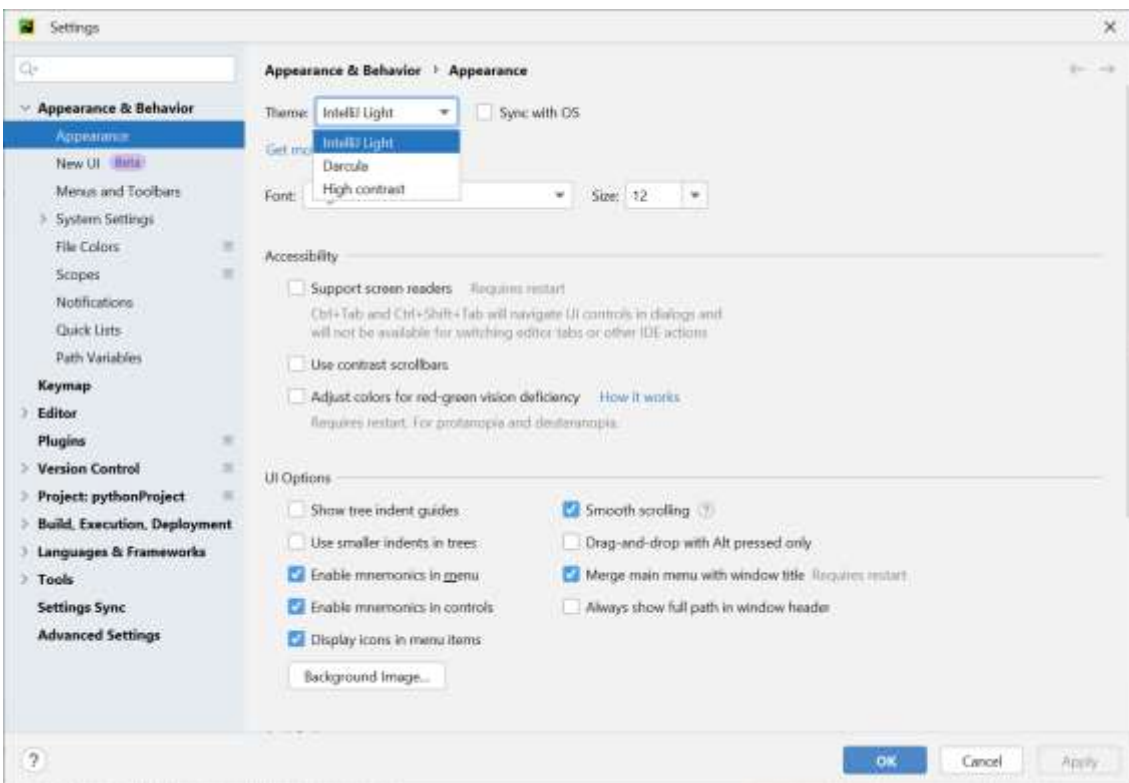 Settings
Appearance & Behavior
Appearance
New UI Beta
Menus and Toolbars
System Settings
File Colors
Scopes
Notifications
Quick Lists
Path Variables
Keymap
Editor
Plugins
Version Control
Project: pythonProject
Build, Execution, Deployment
Languages & Frameworks
Tools
Settings Sync
Advanced Settings
Appearance & Behavior › Appearance
Theme: IntelliJ Light Sync with OS
IntelliJ Light
Darcula
High contrast
Get mo
Font: Size: 12
Accessibility
Support screen readers Requires restart
Ctrl+Tab and Ctrl+Shift+Tab will navigate UI controls in dialogs and
will not be available for switching editor tabs or other IDE actions
Use contrast scrollbars
Adjust colors for red-green vision deficiency How it works
Requires restart. For protanopia and deuteranopia.
UI Options
Show tree indent guides
Smooth scrolling ?
Use smaller indents in trees
Drag-and-drop with Alt pressed only
Enable mnemonics in menu
Merge main menu with window title Requires restart
Enable mnemonics in controls
Always show full path in window header
Display icons in menu items
Background Image...
?
OK Cancel Apply